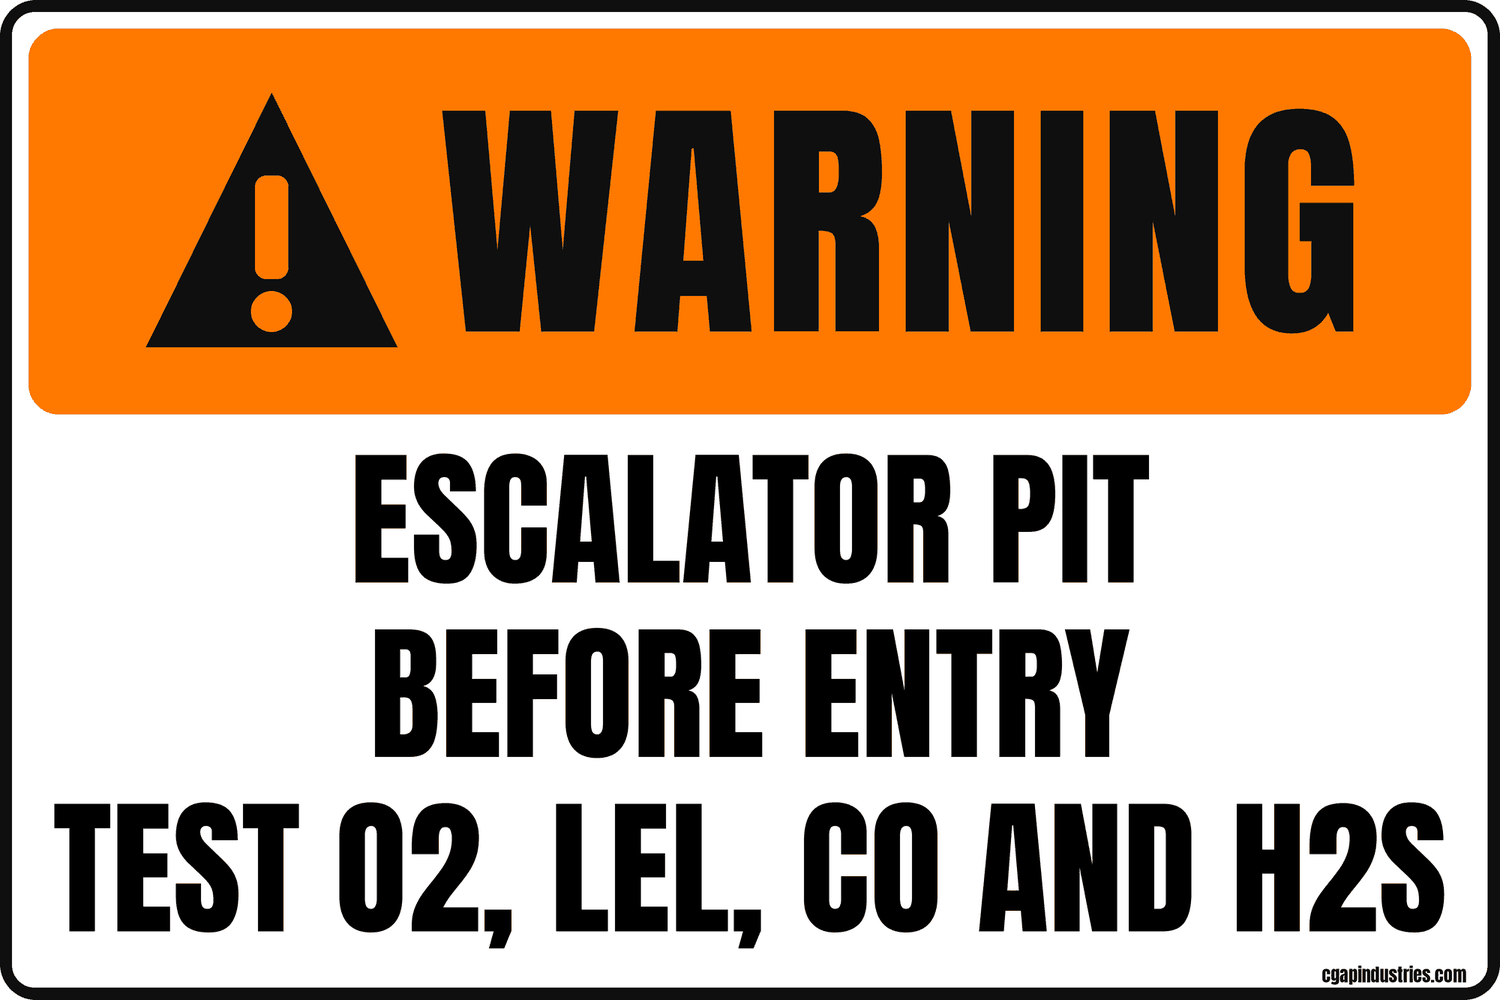 WARNING
ESCALATOR PIT
BEFORE ENTRY
TEST O2, LEL, CO AND H2S
cgapindustries.com